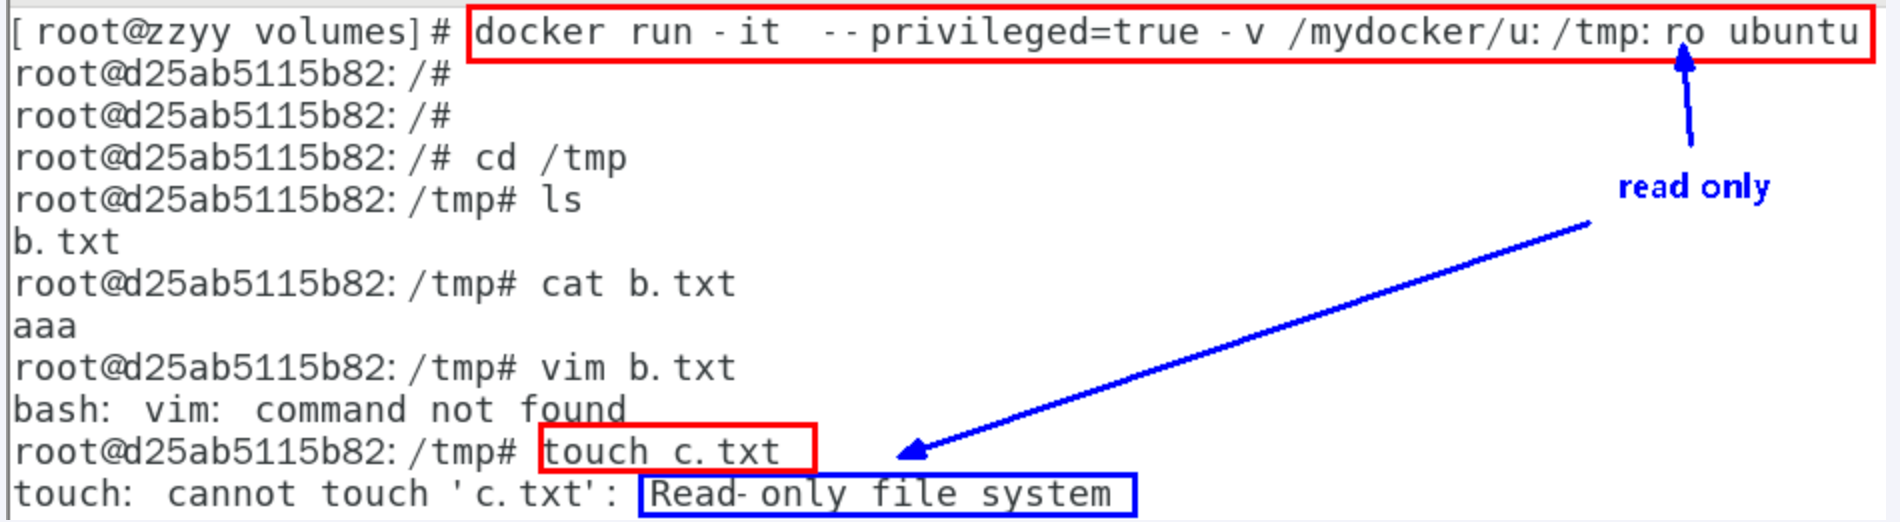 [root@zzyy volumes]# docker run -it --privileged=true -v /mydocker/u:/tmp:ro ubuntu
root@d25ab5115b82:/#
root@d25ab5115b82:/#
root@d25ab5115b82:/# cd /tmp
root@d25ab5115b82:/tmp# ls
read only
b.txt
root@d25ab5115b82:/tmp# cat b.txt
aaa
root@d25ab5115b82:/tmp# vim b.txt
bash: vim: command not found
root@d25ab5115b82:/tmp# touch c.txt
touch: cannot touch 'c.txt': Read-only file system